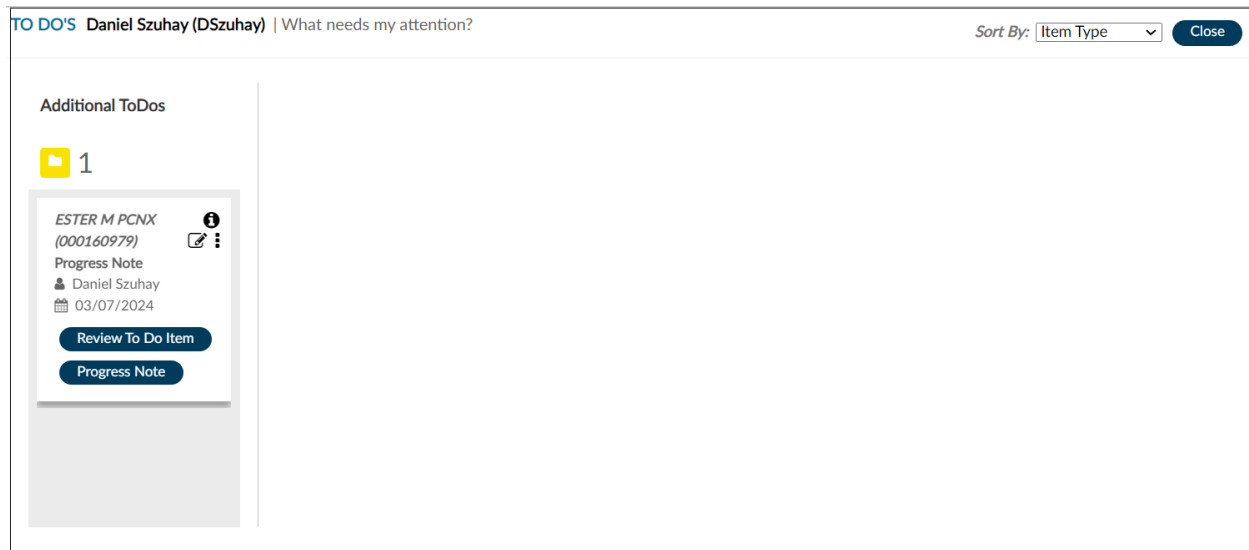 TO DO'S Daniel Szuhay (DSzuhay) | What needs my attention?
Sort By: Item Type Close
Additional ToDos
1
ESTER M PCNX
(000160979)
Progress Note
Daniel Szuhay
03/07/2024
Review To Do Item
Progress Note